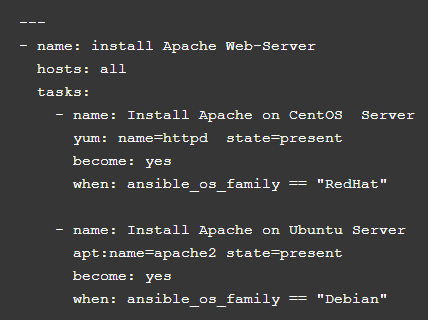 ---
- name: install Apache Web-Server
  hosts: all
  tasks:
    - name: Install Apache on CentOS  Server
      yum: name=httpd  state=present
      become: yes
      when: ansible_os_family == "RedHat"

    - name: Install Apache on Ubuntu Server
      apt:name=apache2 state=present
      become: yes
      when: ansible_os_family == "Debian"